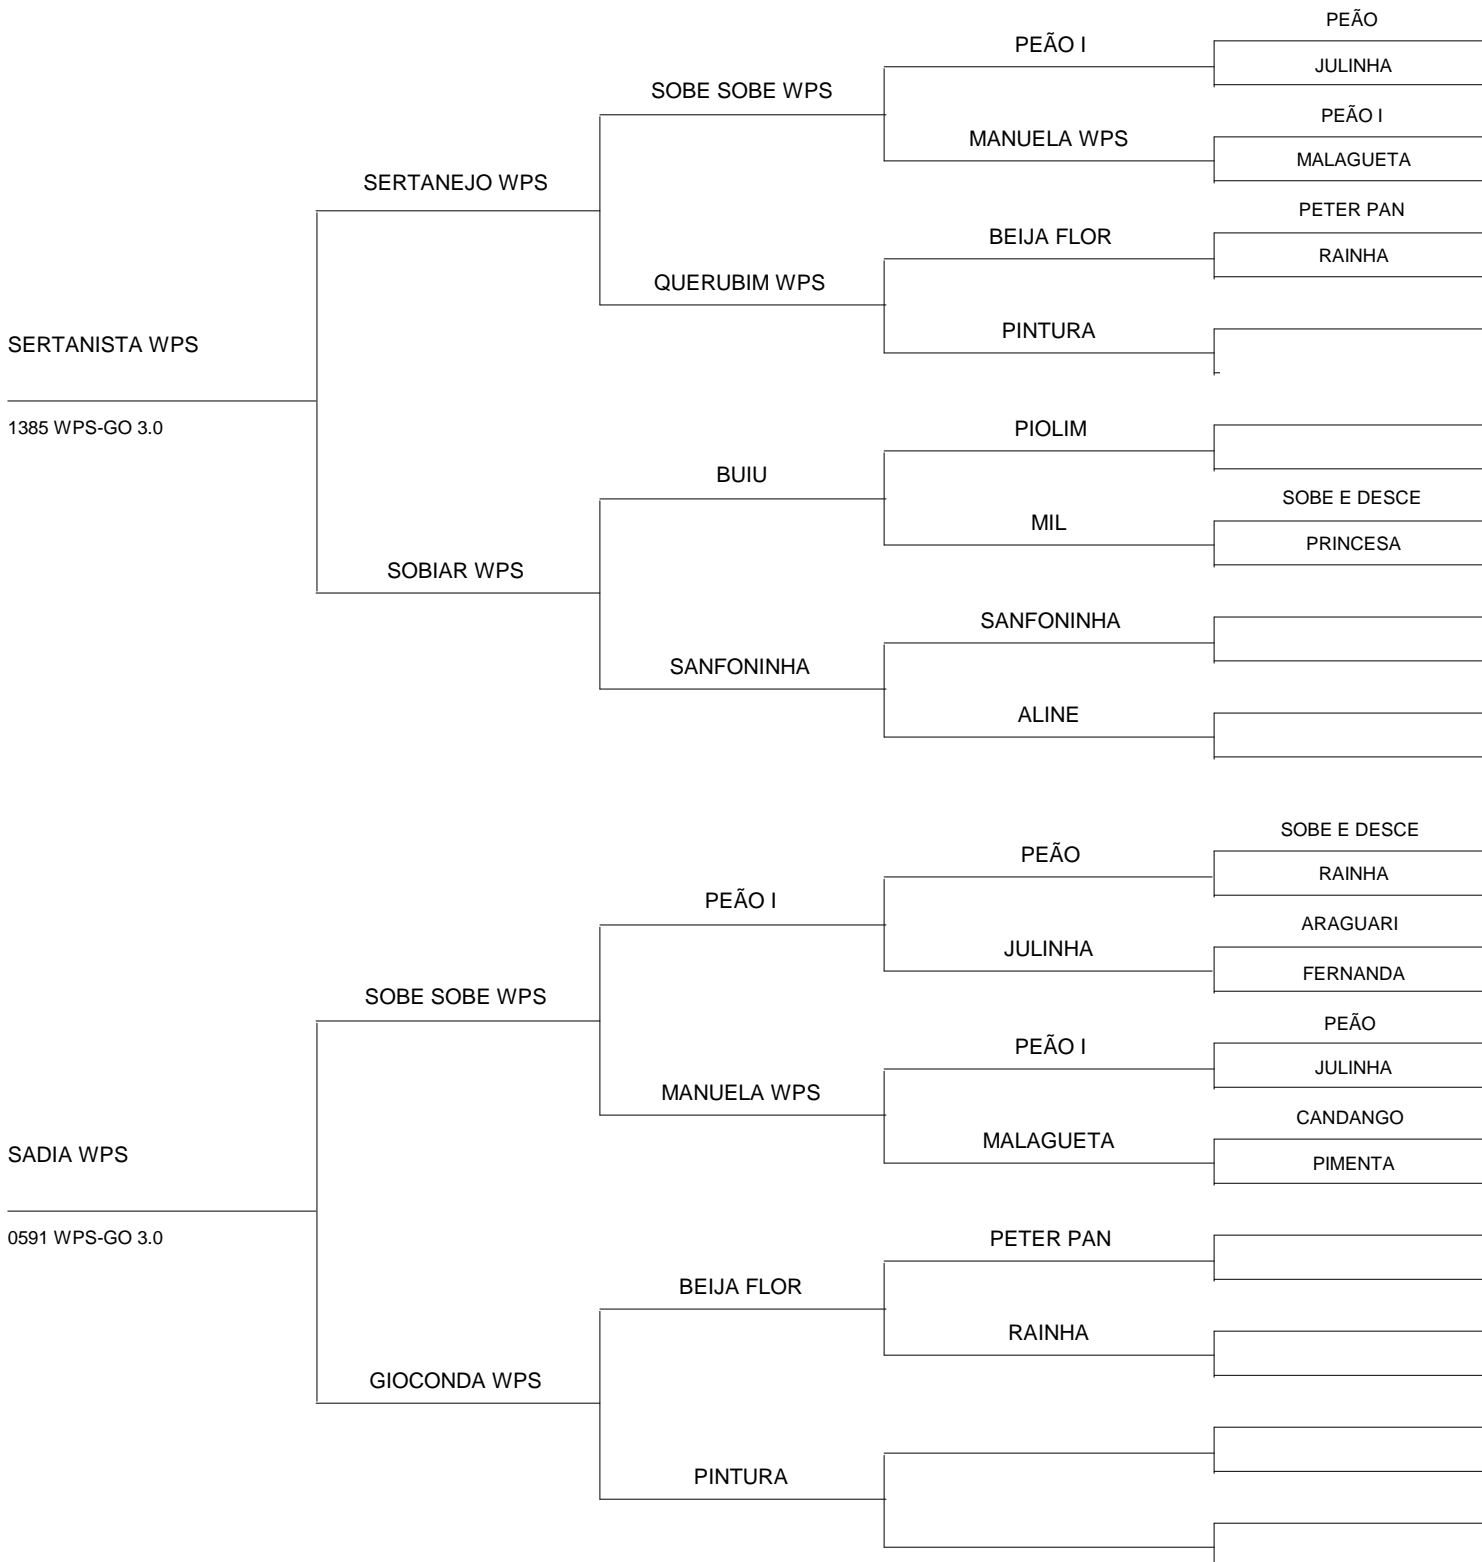 PEÃO
PEÃO I
JULINHA
SOBE SOBE WPS
PEÃO I
MANUELA WPS
MALAGUETA
SERTANEJO WPS
PETER PAN
BEIJA FLOR
RAINHA
QUERUBIM WPS
PINTURA
SERTANISTA WPS
1385 WPS-GO 3.0
PIOLIM
BUIU
SOBE E DESCE
MIL
PRINCESA
SOBIAR WPS
SANFONINHA
SANFONINHA
ALINE
SOBE E DESCE
PEÃO
RAINHA
PEÃO I
ARAGUARI
JULINHA
FERNANDA
SOBE SOBE WPS
PEÃO
PEÃO I
JULINHA
MANUELA WPS
CANDANGO
MALAGUETA
PIMENTA
SADIA WPS
0591 WPS-GO 3.0
PETER PAN
BEIJA FLOR
RAINHA
GIOCONDA WPS
PINTURA